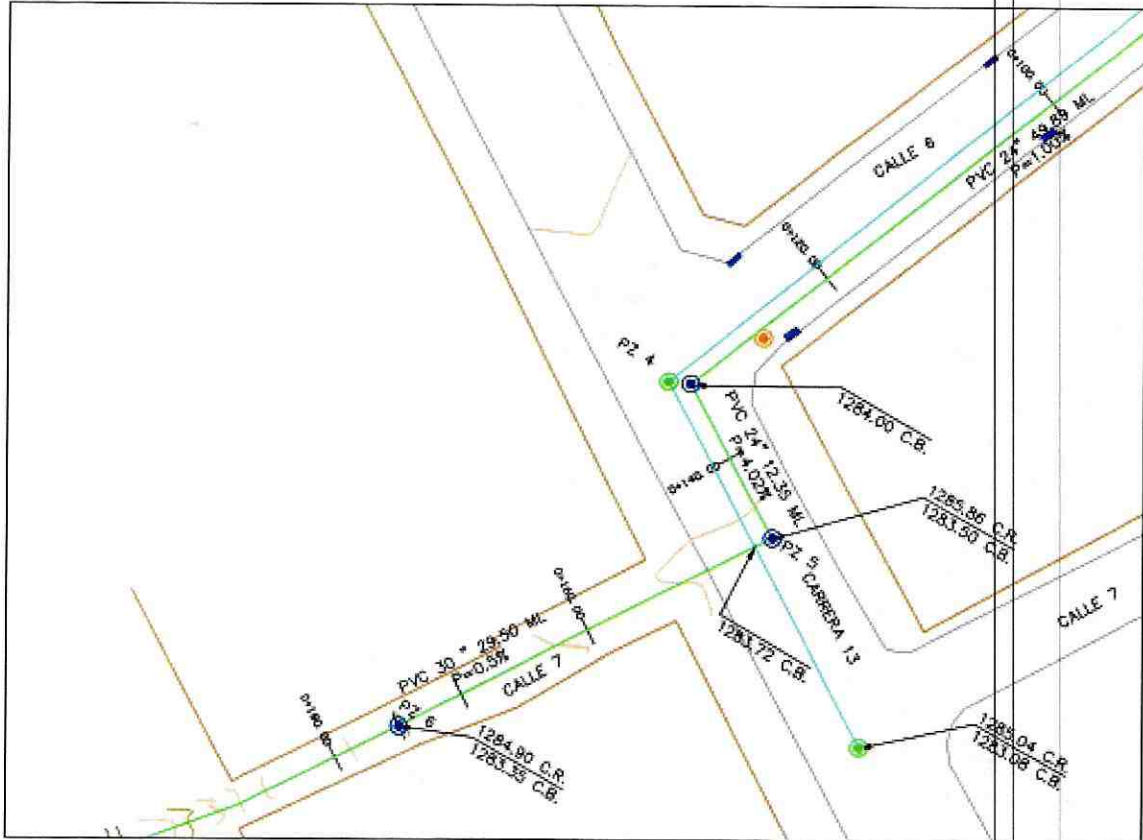 0+100.00
PVC 24" 49.89 ML
P=1.00%
CALLE 6
0+120.00
PZ 4
1284.00 C.B.
PVC 24" 12.39 ML
P=4.02%
0+140.00
1285.86 C.R.
1283.50 C.B.
PZ 5
CARRERA 13
1283.72 C.B.
CALLE 7
0+160.00
PVC 30 " 29.50 ML
P=0.5%
CALLE 7
0+180.00
PZ 6
1284.90 C.R.
1283.35 C.B.
1285.04 C.R.
1283.08 C.B.